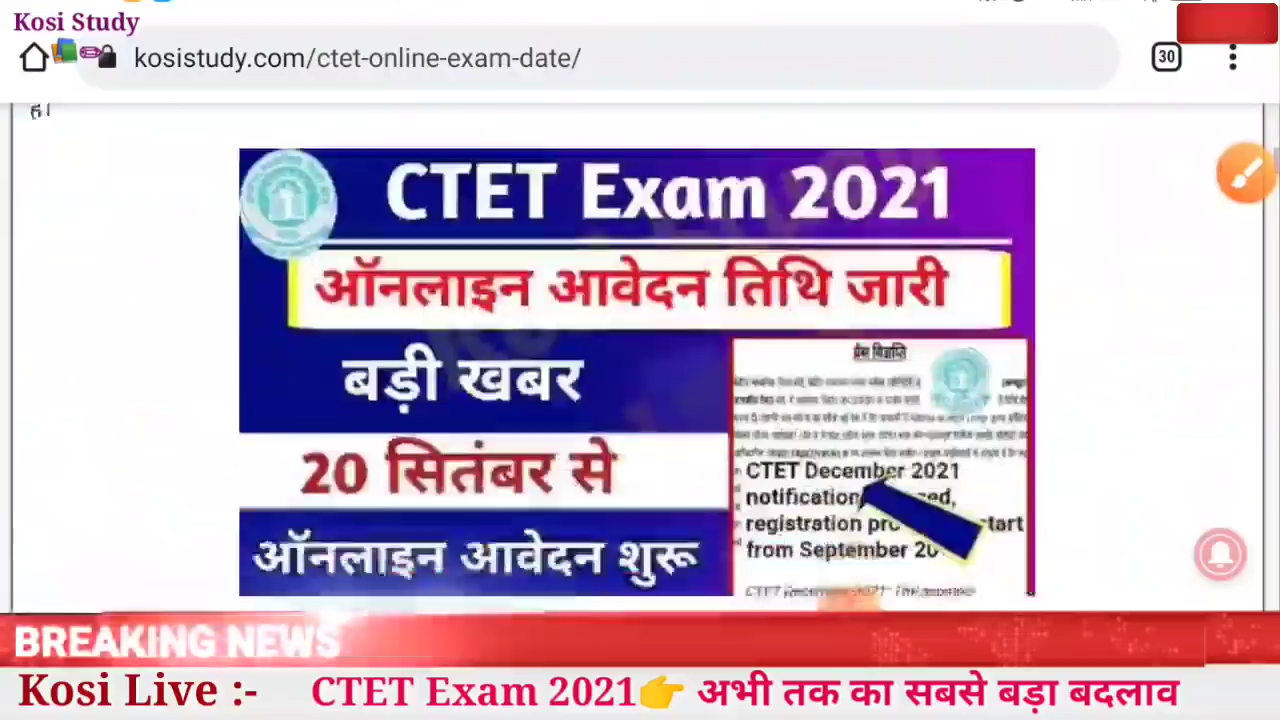 Kosi Study
kosistudy.com/ctet-online-exam-date/
30
है।
CTET Exam 2021
ऑनलाइन आवेदन तिथि जारी
बड़ी खबर
20 सितंबर से
ऑनलाइन आवेदन शुरू
प्रेस विज्ञप्ति
CTET December 2021
notification
registration
from September 20
BREAKING NEWS
Kosi Live :- CTET Exam 2021👉 अभी तक का सबसे बड़ा बदलाव